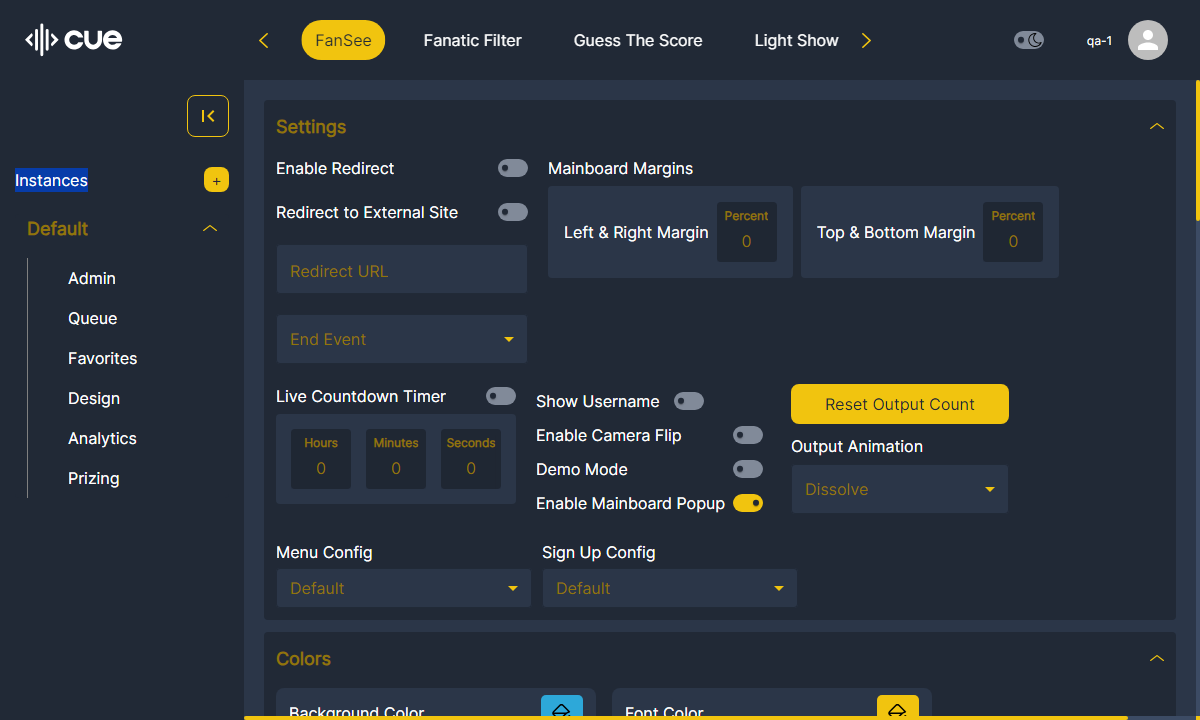 cue
FanSee
Fanatic Filter
Guess The Score
Light Show
qa-1
Instances
+
Default
Admin
Queue
Favorites
Design
Analytics
Prizing
Settings
Enable Redirect
Redirect to External Site
Redirect URL
End Event
Mainboard Margins
Left & Right Margin
Percent
0
Top & Bottom Margin
Percent
0
Live Countdown Timer
Hours
0
Minutes
0
Seconds
0
Show Username
Enable Camera Flip
Demo Mode
Enable Mainboard Popup
Reset Output Count
Output Animation
Dissolve
Menu Config
Default
Sign Up Config
Default
Colors
Background Color
Font Color